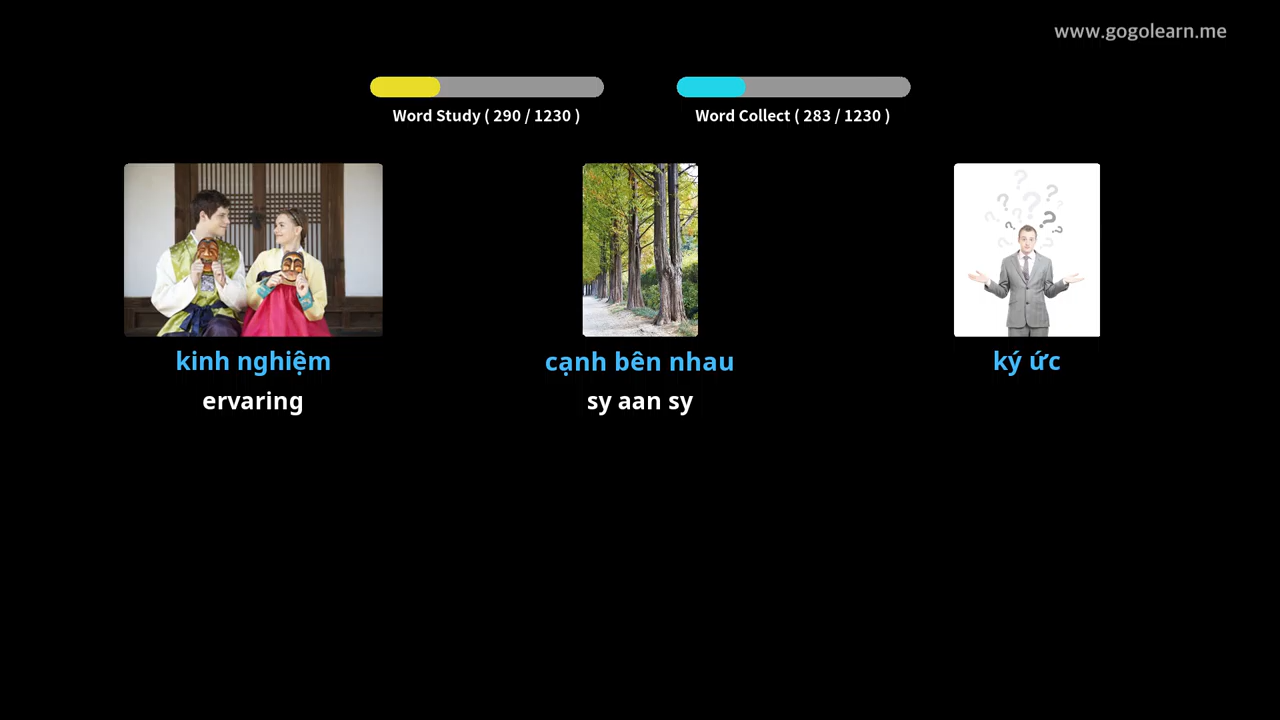 www.gogolearn.me
Word Study ( 290 / 1230 )
Word Collect ( 283 / 1230 )
kinh nghiệm
ervaring
cạnh bên nhau
sy aan sy
ký ức